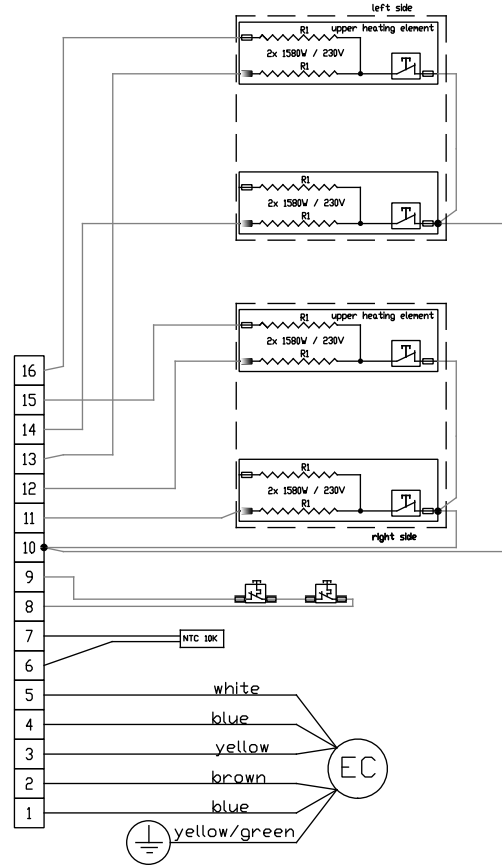 left side
R1
upper heating element
2x 1580W / 230V
R1
R1
2x 1580W / 230V
R1
R1
upper heating element
2x 1580W / 230V
R1
R1
2x 1580W / 230V
R1
right side
16
15
14
13
12
11
10
9
8
7
NTC 10K
6
5
white
4
blue
3
yellow
EC
2
brown
1
blue
yellow/green